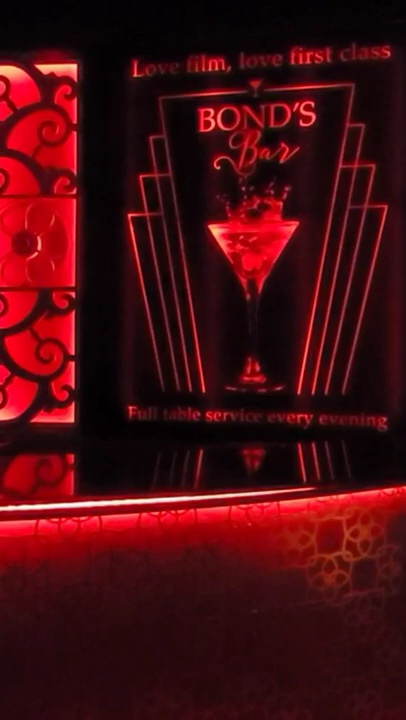 Love film, love first class
BOND'S
Bar
Full table service every evening